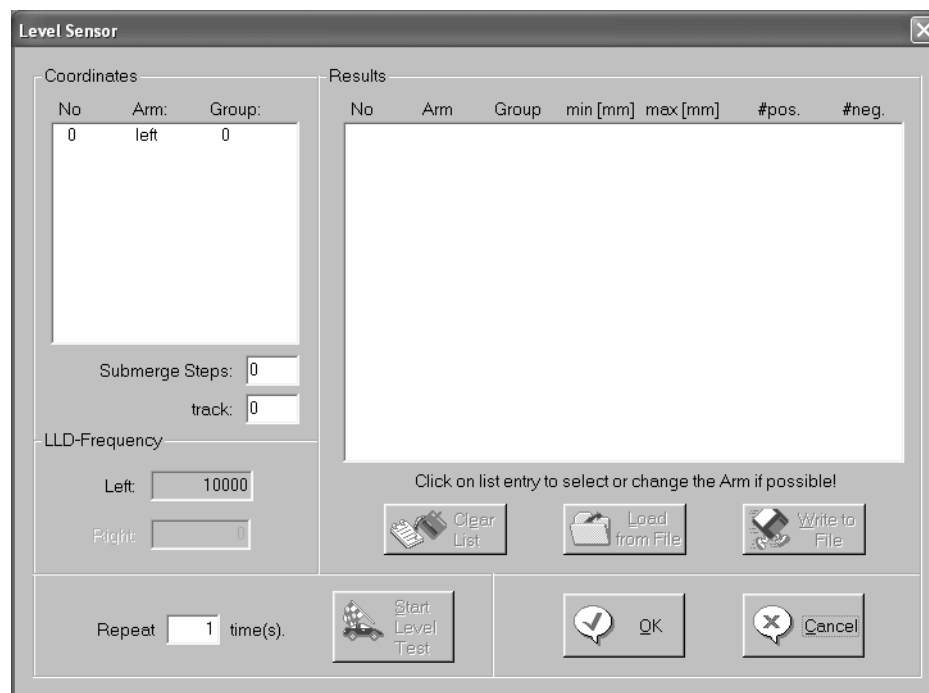 Level Sensor
Coordinates
No Arm: Group:
0 left 0
Submerge Steps: 0
track: 0
LLD-Frequency
Left: 10000
Right: 0
Results
No Arm Group min [mm] max [mm] #pos. #neg.
Click on list entry to select or change the Arm if possible!
Clear
List
Load
from File
Write to
File
Repeat 1 time(s).
Start
Level
Test
OK
Cancel